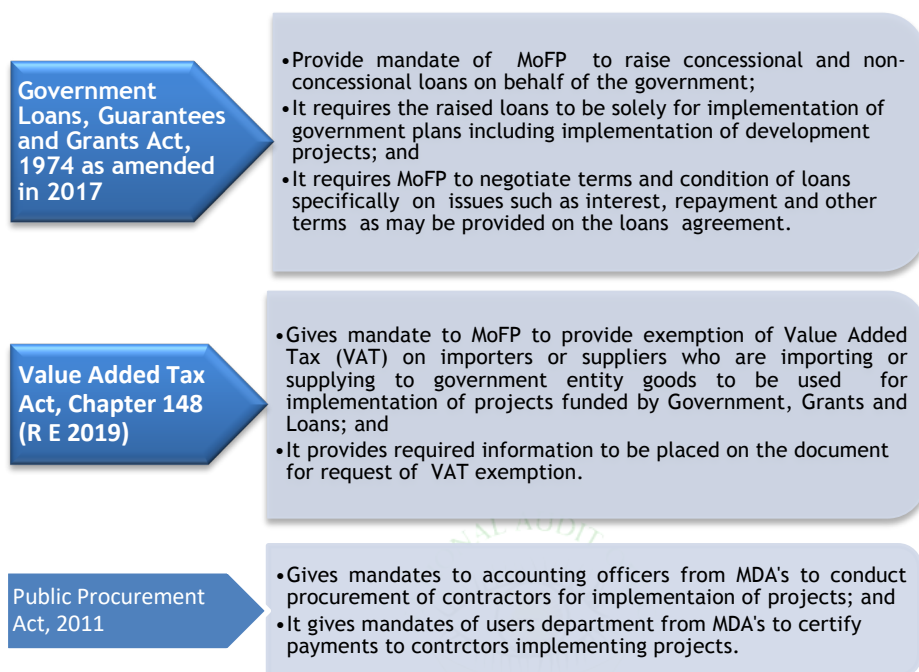 Government
Loans, Guarantees
and Grants Act,
1974 as amended
in 2017
•Provide mandate of MoFP to raise concessional and non-
concessional loans on behalf of the government;
•It requires the raised loans to be solely for implementation of
government plans including implementation of development
projects; and
•It requires MoFP to negotiate terms and condition of loans
specifically on issues such as interest, repayment and other
terms as may be provided on the loans agreement.
Value Added Tax
Act, Chapter 148
(R E 2019)
•Gives mandate to MoFP to provide exemption of Value Added
Tax (VAT) on importers or suppliers who are importing or
supplying to government entity goods to be used for
implementation of projects funded by Government, Grants and
Loans; and
•It provides required information to be placed on the document
for request of VAT exemption.
Public Procurement
Act, 2011
•Gives mandates to accounting officers from MDA's to conduct
procurement of contractors for implementaion of projects; and
•It gives mandates of users department from MDA's to certify
payments to contrctors implementing projects.